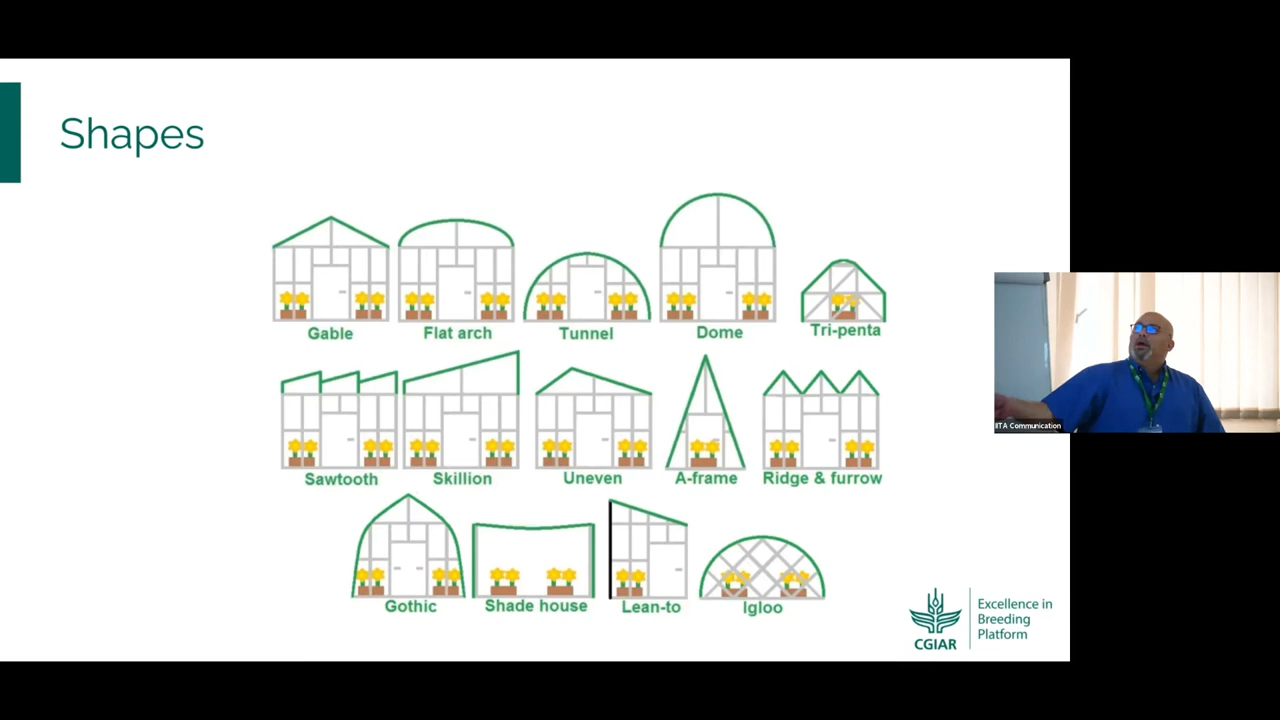 Shapes
Gable
Flat arch
Tunnel
Dome
Tri-penta
Sawtooth
Skillion
Uneven
A-frame
Ridge & furrow
Gothic
Shade house
Lean-to
Igloo
CGIAR
Excellence in
Breeding
Platform
IITA Communication